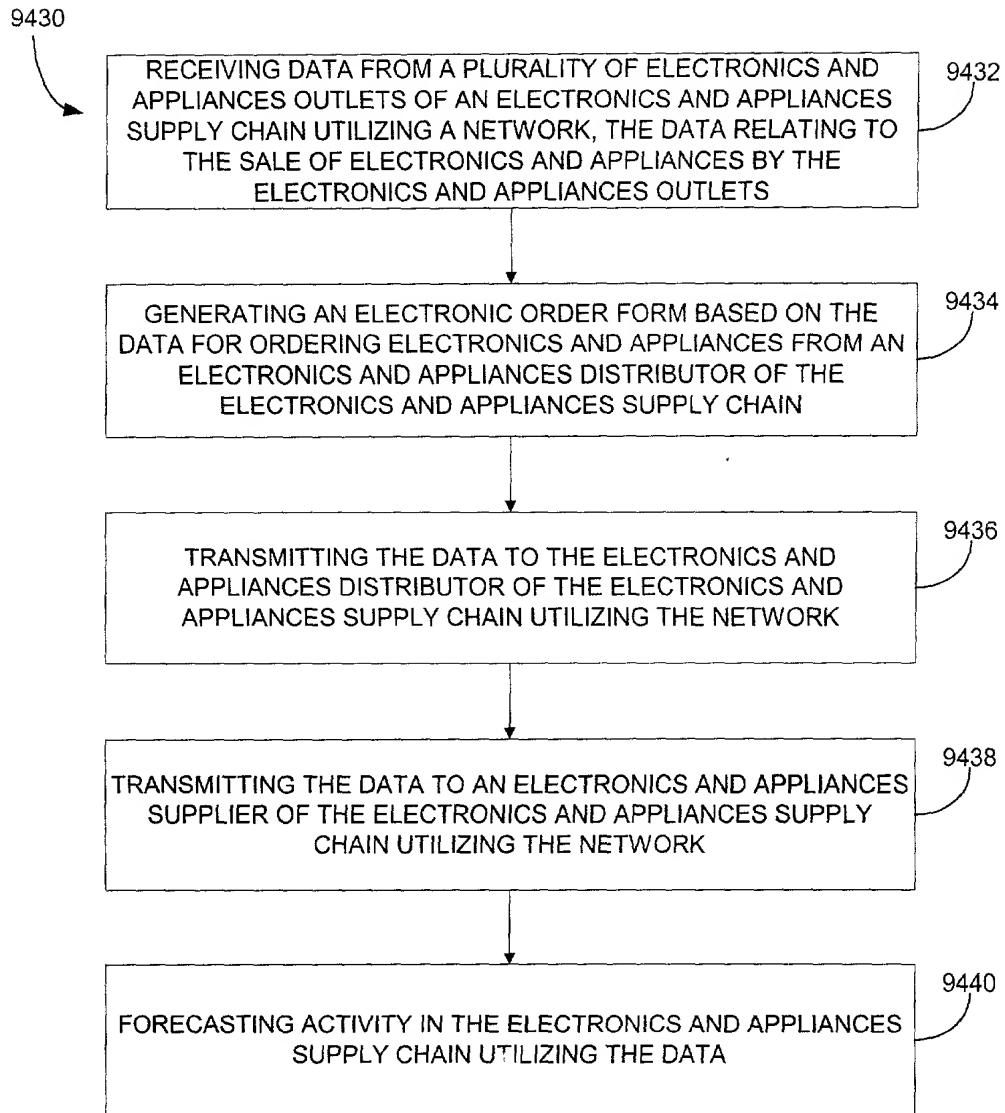 9430
RECEIVING DATA FROM A PLURALITY OF ELECTRONICS AND
APPLIANCES OUTLETS OF AN ELECTRONICS AND APPLIANCES
SUPPLY CHAIN UTILIZING A NETWORK, THE DATA RELATING TO
THE SALE OF ELECTRONICS AND APPLIANCES BY THE
ELECTRONICS AND APPLIANCES OUTLETS
9432
GENERATING AN ELECTRONIC ORDER FORM BASED ON THE
DATA FOR ORDERING ELECTRONICS AND APPLIANCES FROM AN
ELECTRONICS AND APPLIANCES DISTRIBUTOR OF THE
ELECTRONICS AND APPLIANCES SUPPLY CHAIN
9434
TRANSMITTING THE DATA TO THE ELECTRONICS AND
APPLIANCES DISTRIBUTOR OF THE ELECTRONICS AND
APPLIANCES SUPPLY CHAIN UTILIZING THE NETWORK
9436
TRANSMITTING THE DATA TO AN ELECTRONICS AND APPLIANCES
SUPPLIER OF THE ELECTRONICS AND APPLIANCES SUPPLY
CHAIN UTILIZING THE NETWORK
9438
FORECASTING ACTIVITY IN THE ELECTRONICS AND APPLIANCES
SUPPLY CHAIN UTILIZING THE DATA
9440